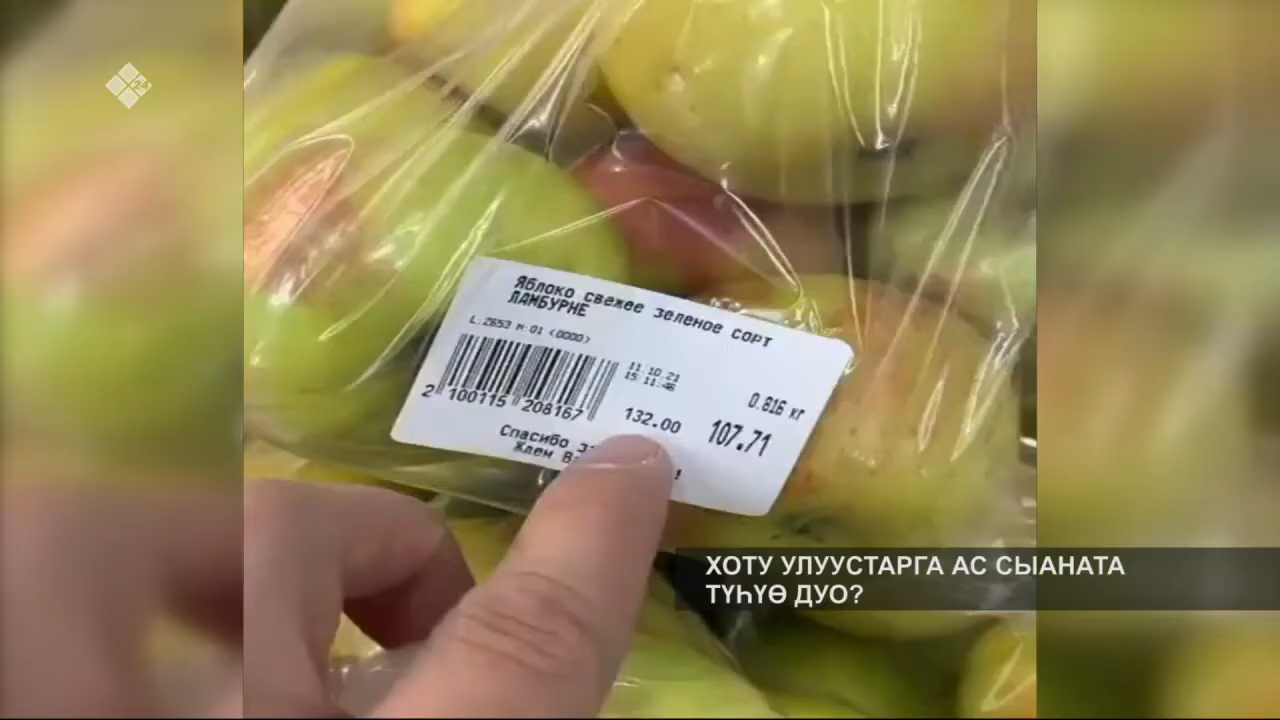 24
Яблоко свежее зеленое сорт
ЛАМБУРНЕ
L:2653 M:01 <0000>
11.10.21
15:11:46
0.816 кг
2 100115 208167
132.00
107.71
Спасибо
Ждем
!
ХОТУ УЛУУСТАРГА АС СЫАНАТА
ТҮҺҮӨ ДУО?